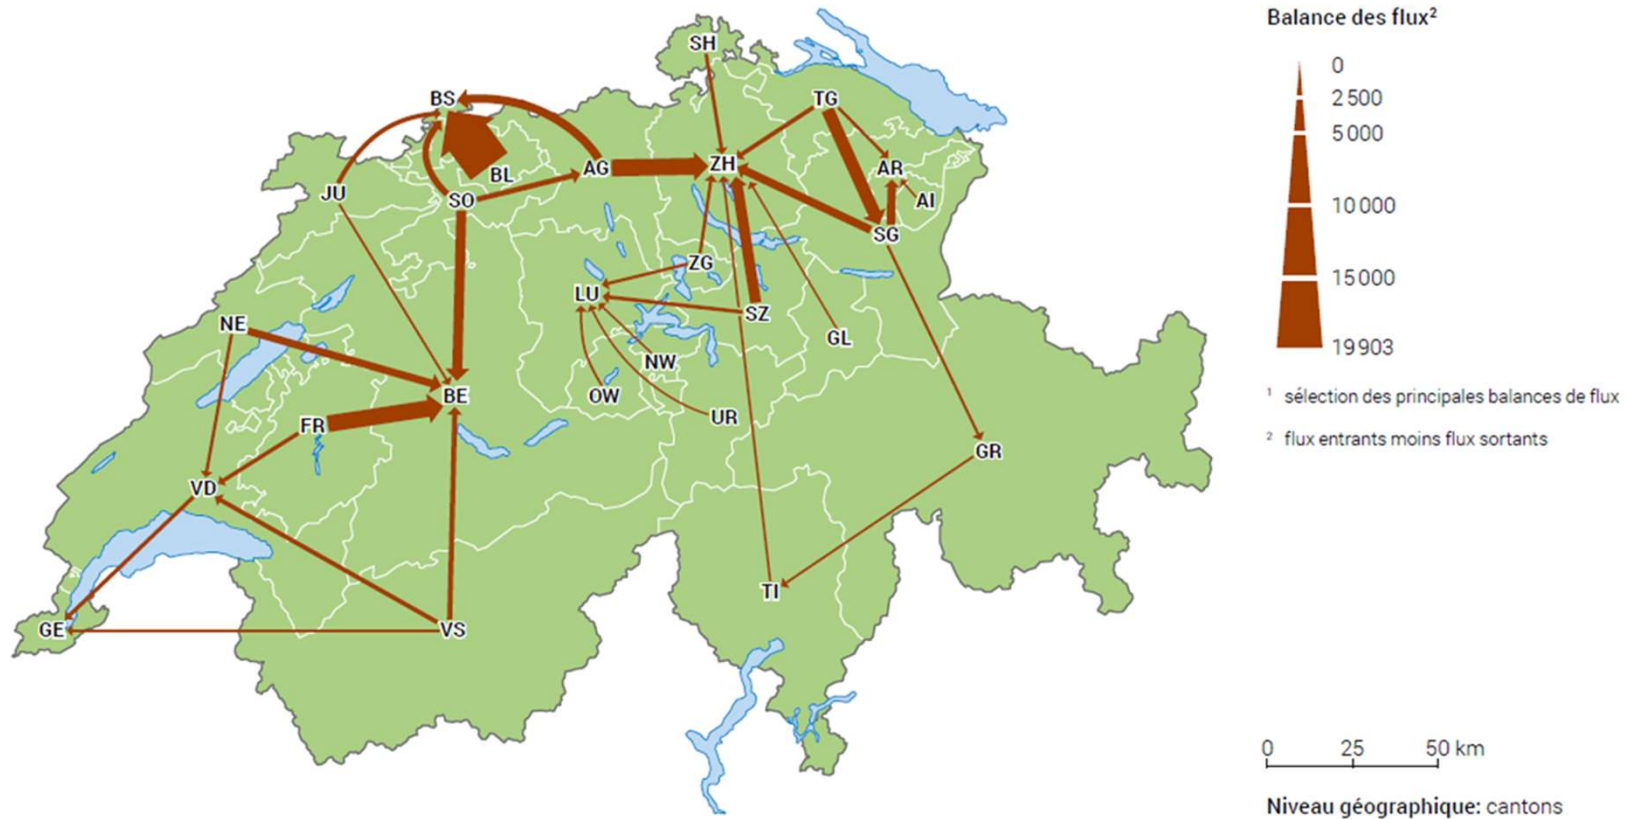 Balance des flux²
0
2 500
5 000
10 000
15 000
19 903
¹ sélection des principales balances de flux
² flux entrants moins flux sortants
0 25 50 km
Niveau géographique: cantons
SH
BS
TG
AG
ZH
AR
BL
JU
SO
AI
SG
ZG
LU
SZ
NE
GL
NW
BE
OW
UR
FR
GR
VD
TI
GE
VS